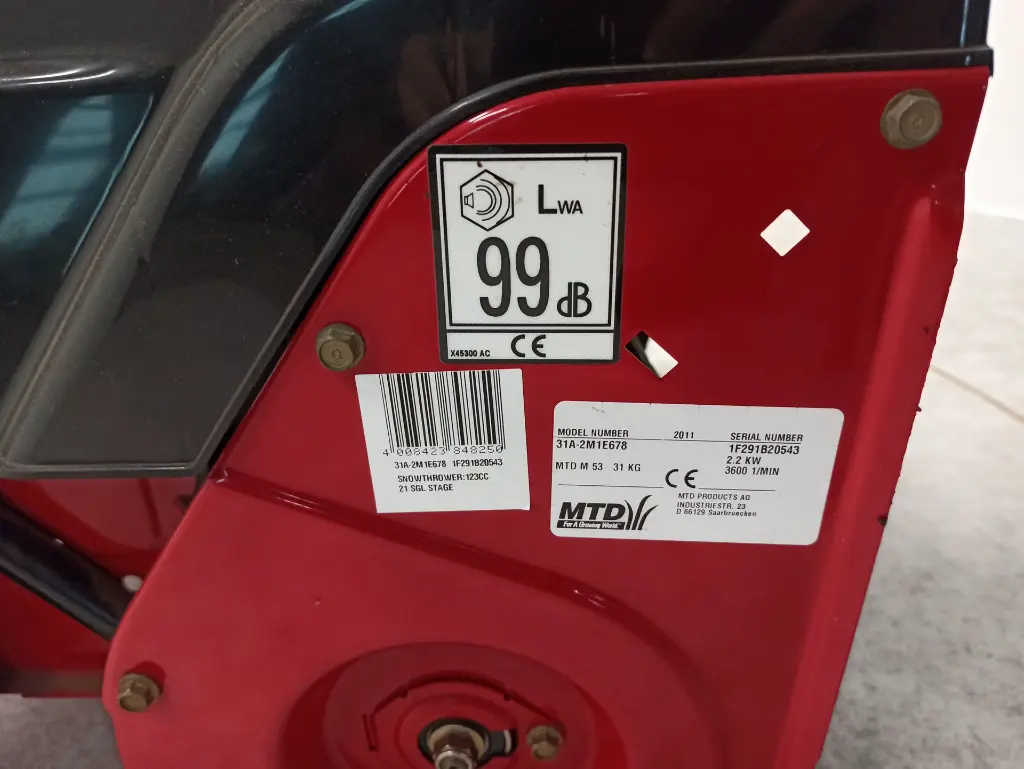 LWA
99 dB
X45300 AC CE
4 008423 848250
31A-2M1E678 1F291B20543
SNOWTHROWER:123CC
21 SGL STAGE
MODEL NUMBER 2011 SERIAL NUMBER
31A-2M1E678 1F291B20543
2.2 KW
MTD M 53 31 KG 3600 1/MIN
CE
MTD PRODUCTS AG
INDUSTRIESTR. 23
D 66129 Saarbruecken
MTD
For A Growing World.